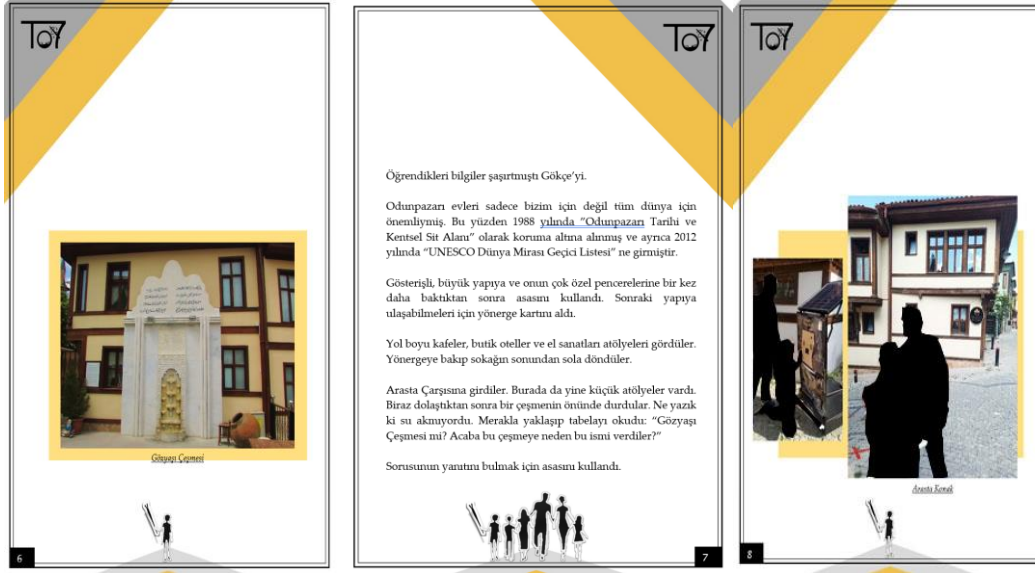 To7
Gözyaşı Çeşmesi
6
To7
Öğrendikleri bilgiler şaşırtmıştı Gökçe'yi.
Odunpazarı evleri sadece bizim için değil tüm dünya için
önemliymiş. Bu yüzden 1988 yılında "Odunpazarı Tarihi ve
Kentsel Sit Alanı" olarak koruma altına alınmış ve ayrıca 2012
yılında "UNESCO Dünya Mirası Geçici Listesi" ne girmiştir.
Gösterişli, büyük yapıya ve onun çok özel pencerelerine bir kez
daha baktıktan sonra asasını kullandı. Sonraki yapıya
ulaşabilmeleri için yönerge kartını aldı.
Yol boyu kafeler, butik oteller ve el sanatları atölyeleri gördüler.
Yönergeye bakıp sokağın sonundan sola döndüler.
Arasta Çarşısına girdiler. Burada da yine küçük atölyeler vardı.
Biraz dolaştıktan sonra bir çeşmenin önünde durdular. Ne yazık
ki su akmıyordu. Merakla yaklaşıp tabelayı okudu: "Gözyaşı
Çeşmesi mi? Acaba bu çeşmeye neden bu ismi verdiler?"
Sorusunun yanıtını bulmak için asasını kullandı.
7
To7
Arasta Konak
8